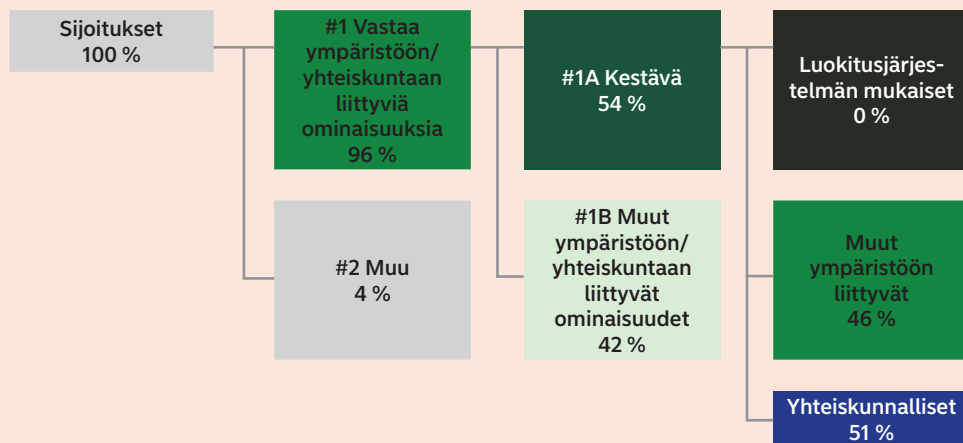 Sijoitukset
100 %
#1 Vastaa
ympäristöön/
yhteiskuntaan
liittyviä
ominaisuuksia
96 %
#2 Muu
4 %
#1A Kestävä
54 %
#1B Muut
ympäristöön/
yhteiskuntaan
liittyvät
ominaisuudet
42 %
Luokitusjärjes-
telmän mukaiset
0 %
Muut
ympäristöön
liittyvät
46 %
Yhteiskunnalliset
51 %